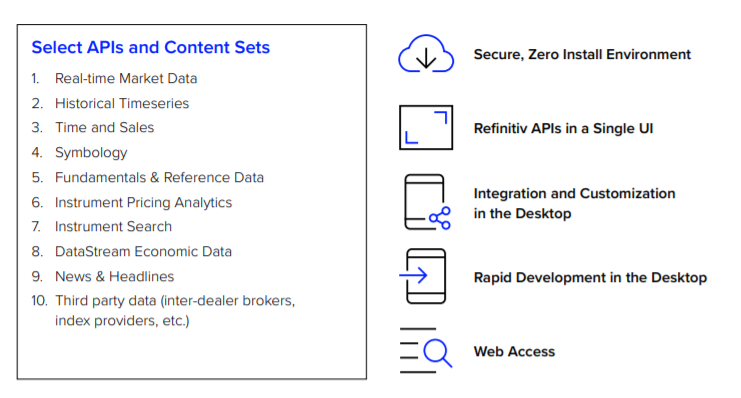 Select APIs and Content Sets
1. Real-time Market Data
2. Historical Timeseries
3. Time and Sales
4. Symbology
5. Fundamentals & Reference Data
6. Instrument Pricing Analytics
7. Instrument Search
8. DataStream Economic Data
9. News & Headlines
10. Third party data (inter-dealer brokers,
index providers, etc.)
Secure, Zero Install Environment
Refinitiv APIs in a Single UI
Integration and Customization
in the Desktop
Rapid Development in the Desktop
Web Access